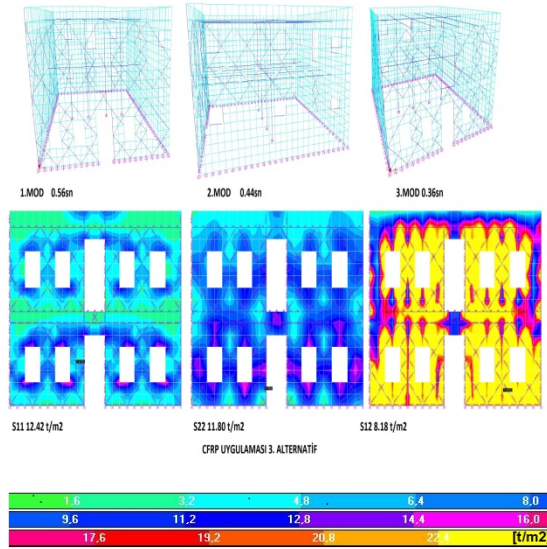 1.MOD 0.56sn
2.MOD 0.44sn
3.MOD 0.36sn
S11 12.42 t/m2
S22 11.80 t/m2
S12 8.18 t/m2
CFRP UYGULAMASI 3. ALTERNATİF
1,6 3,2 4,8 6,4 8,0
9,6 11,2 12,8 14,4 16,0
17,6 19,2 20,8 22,4 [t/m2